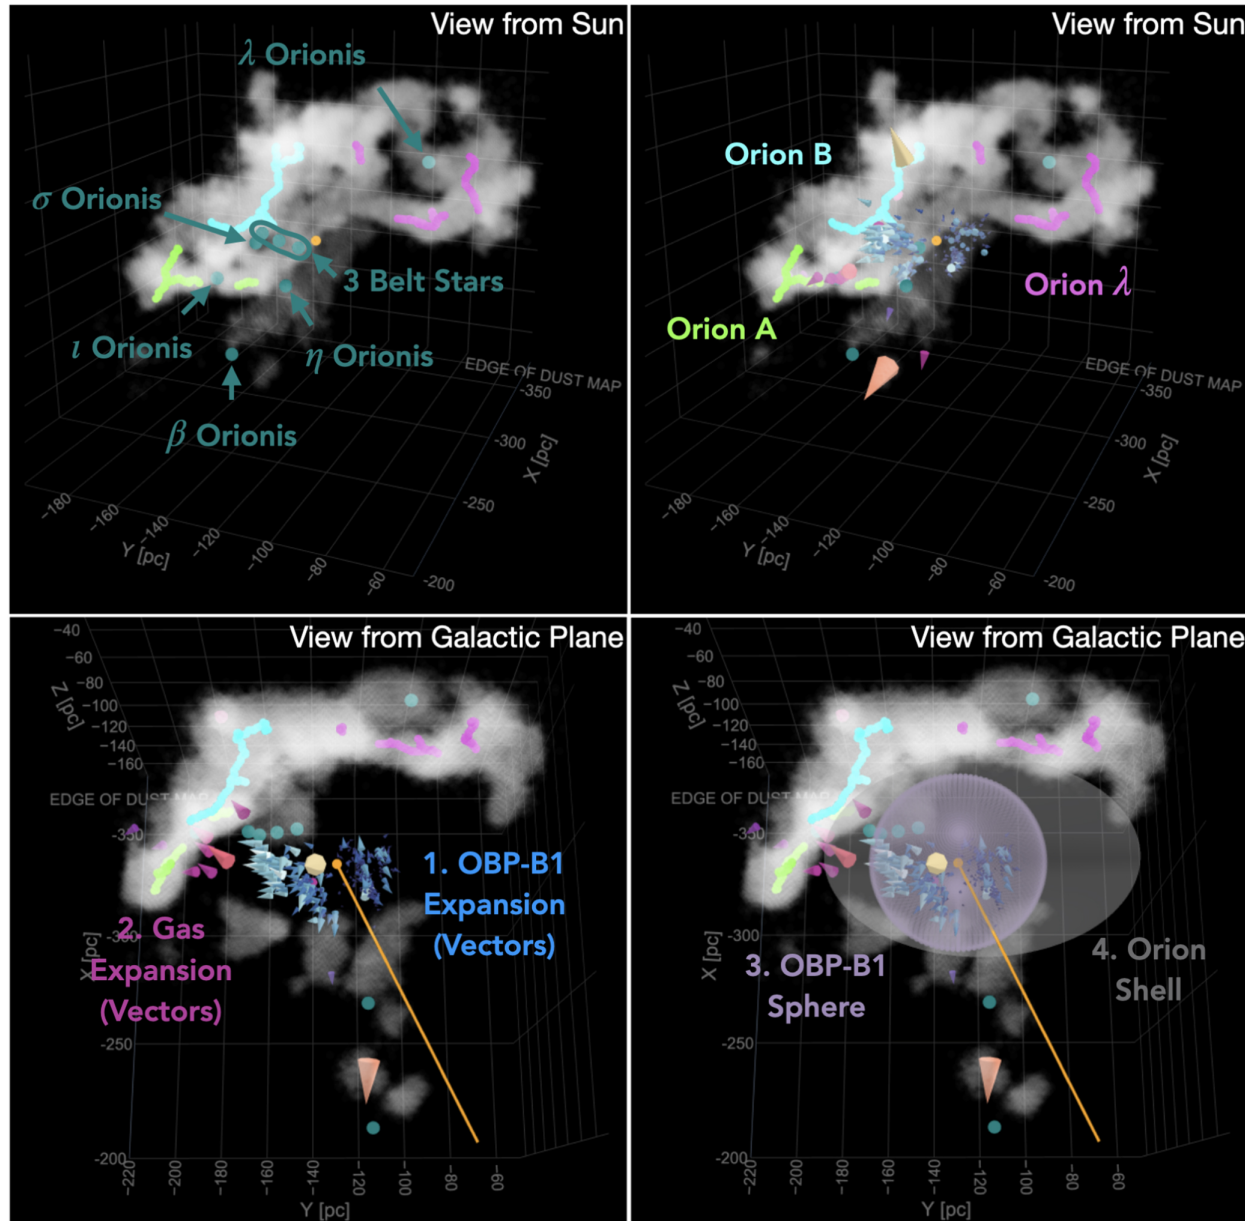 View from Sun
λ Orionis
σ Orionis
3 Belt Stars
ι Orionis
η Orionis
β Orionis
EDGE OF DUST MAP
-350
-300
-250
-200
X [pc]
-180
-160
-140
-120
-100
-80
-60
Y [pc]
View from Sun
Orion B
Orion λ
Orion A
EDGE OF DUST MAP
-350
-300
-250
-200
X [pc]
-180
-160
-140
-120
-100
-80
-60
Y [pc]
View from Galactic Plane
-40
-60
-80
-100
-120
-140
-160
Z [pc]
EDGE OF DUST MAP
-350
1. OBP-B1
Expansion
(Vectors)
2. Gas
Expansion
(Vectors)
-300
X [pc]
-250
-200
-220
-200
-180
-160
-140
-120
-100
-80
-60
Y [pc]
View from Galactic Plane
-40
-60
-80
-100
-120
-140
-160
Z [pc]
EDGE OF DUST MAP
-350
-300
3. OBP-B1
Sphere
4. Orion
Shell
X [pc]
-250
-200
-220
-200
-180
-160
-140
-120
-100
-80
-60
Y [pc]